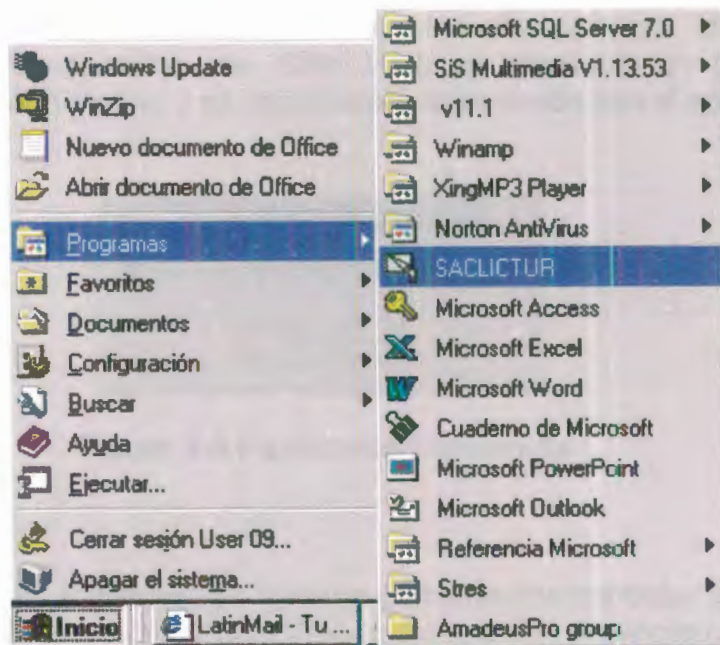 Windows Update
WinZip
Nuevo documento de Office
Abrir documento de Office
Programas
Favoritos
Documentos
Configuración
Buscar
Ayuda
Ejecutar...
Cerrar sesión User 09...
Apagar el sistema...
Inicio
LatinMail - Tu ...
Microsoft SQL Server 7.0
SiS Multimedia V1.13.53
v11.1
Winamp
XingMP3 Player
Norton AntiVirus
SACLICTUR
Microsoft Access
Microsoft Excel
Microsoft Word
Cuaderno de Microsoft
Microsoft PowerPoint
Microsoft Outlook
Referencia Microsoft
Stres
AmadeusPro group